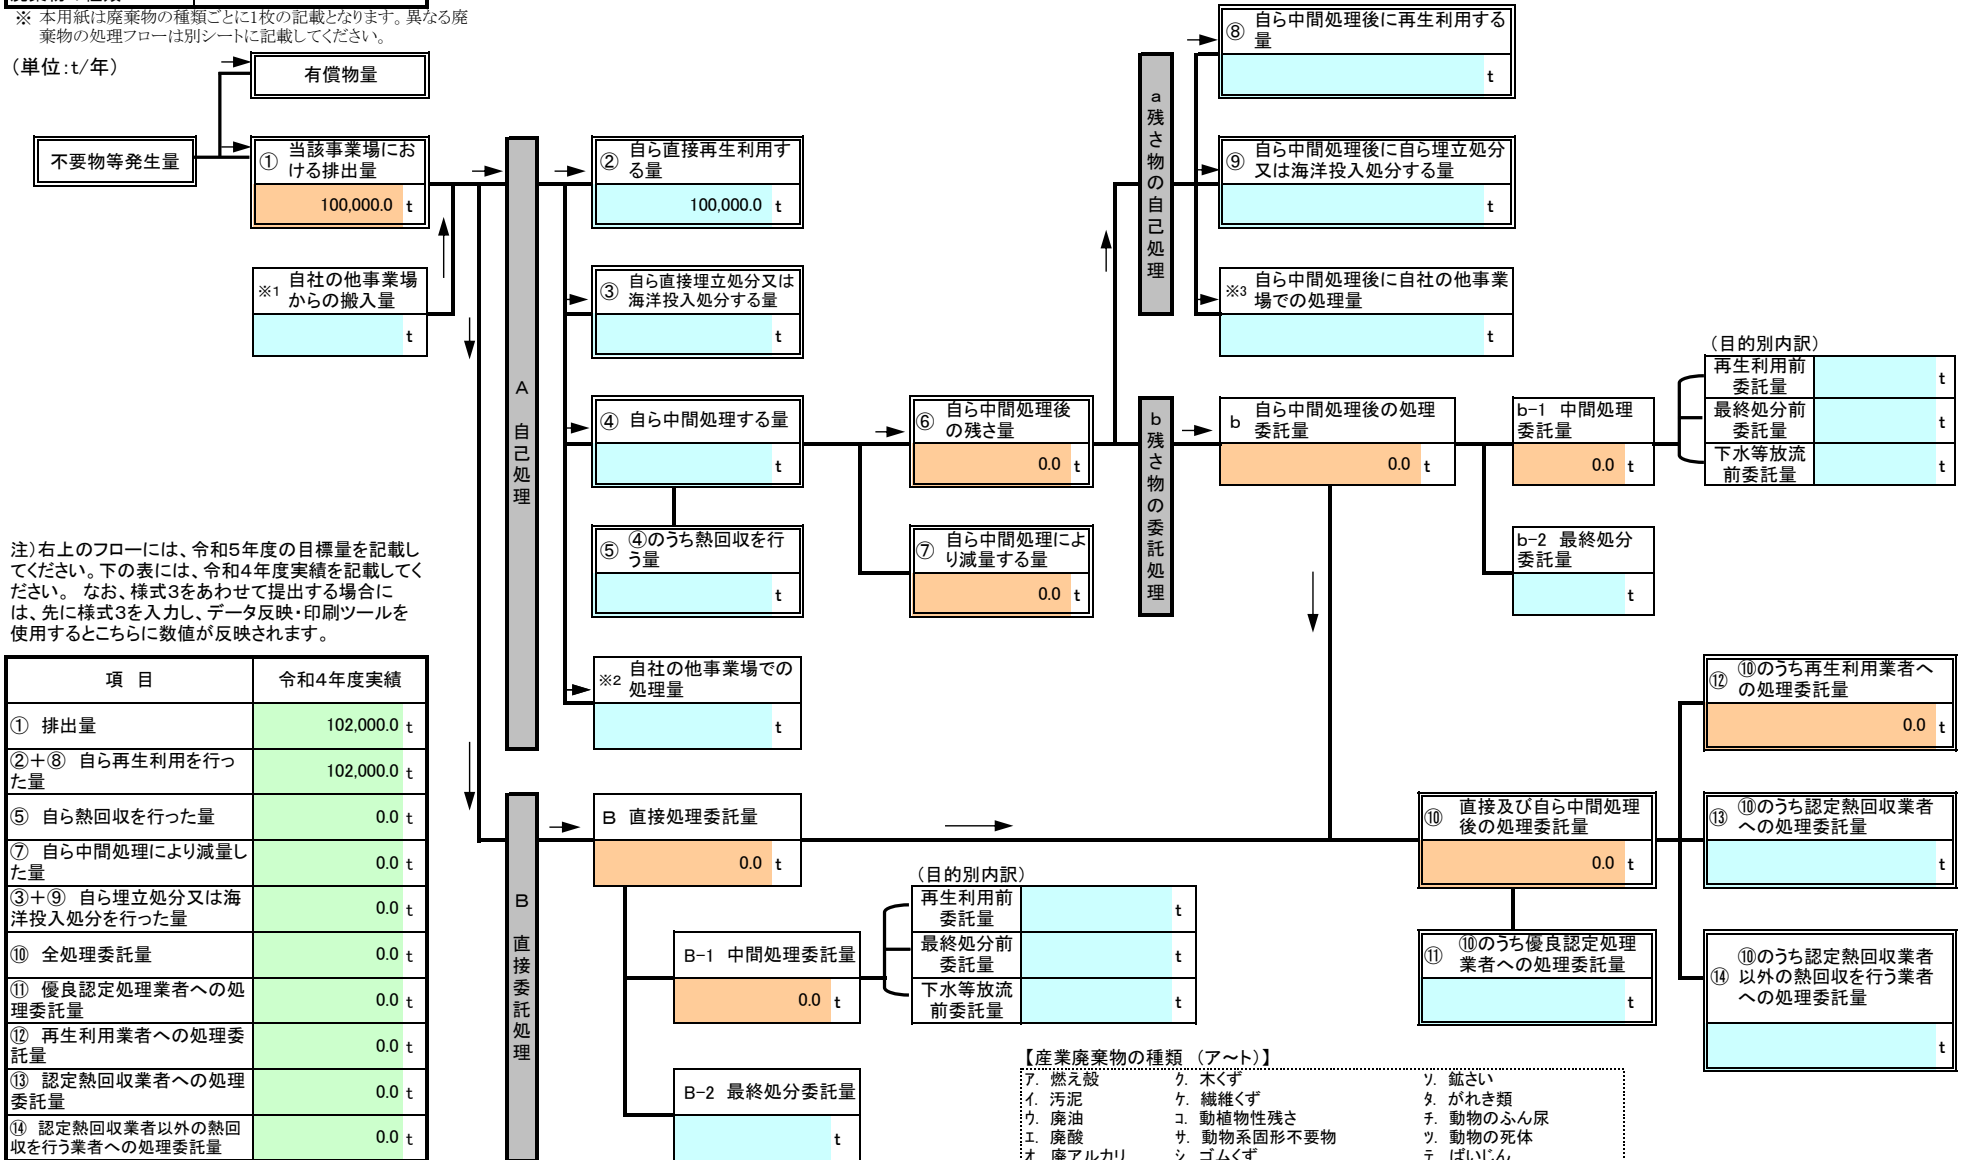 ※ 本用紙は廃棄物の種類ごとに1枚の記載となります。異なる廃
棄物の処理フローは別シートに記載してください。
(単位:t/年)
有償物量
不要物等発生量
① 当該事業場にお
ける排出量
100,000.0 t
※1 自社の他事業場
からの搬入量
t
A 自己処理
② 自ら直接再生利用す
る量
100,000.0 t
③ 自ら直接埋立処分又は
海洋投入処分する量
t
④ 自ら中間処理する量
t
⑤ ④のうち熱回収を行
う量
t
※2 自社の他事業場での
処理量
t
⑥ 自ら中間処理後
の残さ量
0.0 t
⑦ 自ら中間処理によ
り減量する量
0.0 t
a 残さ物の自己処理
⑧ 自ら中間処理後に再生利用する
量
t
⑨ 自ら中間処理後に自ら埋立処分
又は海洋投入処分する量
t
※3 自ら中間処理後に自社の他事業
場での処理量
t
b 残さ物の委託処理
b 自ら中間処理後の処理
委託量
0.0 t
b-1 中間処理
委託量
0.0 t
b-2 最終処分
委託量
t
(目的別内訳)
再生利用前
委託量
t
最終処分前
委託量
t
下水等放流
前委託量
t
注)右上のフローには、令和5年度の目標量を記載し
てください。下の表には、令和4年度実績を記載してく
ださい。 なお、様式3をあわせて提出する場合に
は、先に様式3を入力し、データ反映・印刷ツールを
使用するとこちらに数値が反映されます。
項 目 令和4年度実績
① 排出量 102,000.0 t
②+⑧ 自ら再生利用を行っ
た量 102,000.0 t
⑤ 自ら熱回収を行った量 0.0 t
⑦ 自ら中間処理により減量し
た量 0.0 t
③+⑨ 自ら埋立処分又は海
洋投入処分を行った量 0.0 t
⑩ 全処理委託量 0.0 t
⑪ 優良認定処理業者への処
理委託量 0.0 t
⑫ 再生利用業者への処理委
託量 0.0 t
⑬ 認定熱回収業者への処理
委託量 0.0 t
⑭ 認定熱回収業者以外の熱回
収を行う業者への処理委託量 0.0 t
B 直接委託処理
B 直接処理委託量
0.0 t
B-1 中間処理委託量
0.0 t
B-2 最終処分委託量
t
(目的別内訳)
再生利用前
委託量
t
最終処分前
委託量
t
下水等放流
前委託量
t
⑩ 直接及び自ら中間処理
後の処理委託量
0.0 t
⑪ ⑩のうち優良認定処理
業者への処理委託量
t
⑫ ⑩のうち再生利用業者へ
の処理委託量
0.0 t
⑬ ⑩のうち認定熱回収業者
への処理委託量
t
⑭ ⑩のうち認定熱回収業者
以外の熱回収を行う業者
への処理委託量
t
【産業廃棄物の種類 (ア~ト)】
ア. 燃え殻 ク. 木くず ソ. 鉱さい
イ. 汚泥 ケ. 繊維くず タ. がれき類
ウ. 廃油 コ. 動植物性残さ チ. 動物のふん尿
エ. 廃酸 サ. 動物系固形不要物 ツ. 動物の死体
オ. 廃アルカリ シ. ゴムくず テ. ばいじん